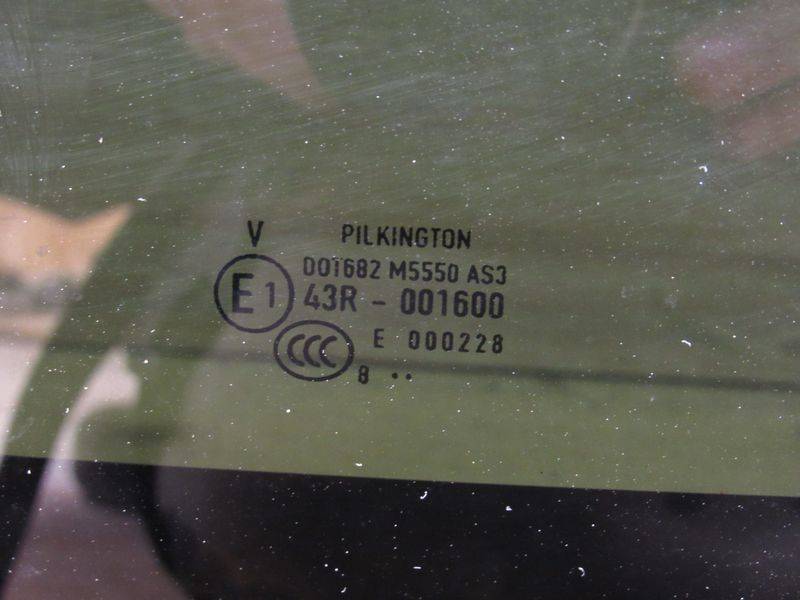 V PILKINGTON
DOT682 M5550 AS3
E1 43R - 001600
CCC E 000228
8 ••